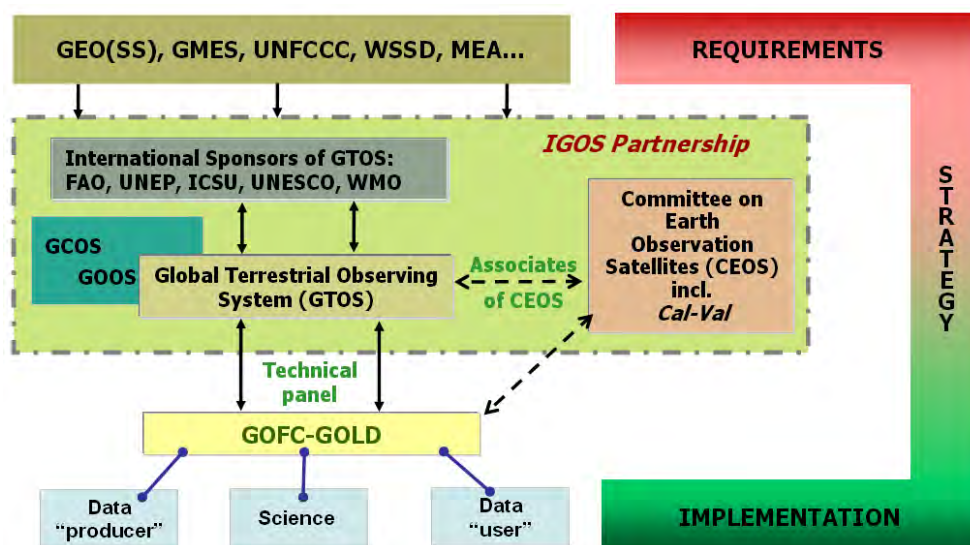 GEO(SS), GMES, UNFCCC, WSSD, MEA...
REQUIREMENTS
IGOS Partnership
International Sponsors of GTOS:
FAO, UNEP, ICSU, UNESCO, WMO
Committee on
Earth
Observation
Satellites (CEOS)
incl.
Cal-Val
GCOS
GOOS
Global Terrestrial Observing
System (GTOS)
Associates
of CEOS
STRATEGY
Technical
panel
GOFC-GOLD
Data
“producer”
Science
Data
“user”
IMPLEMENTATION